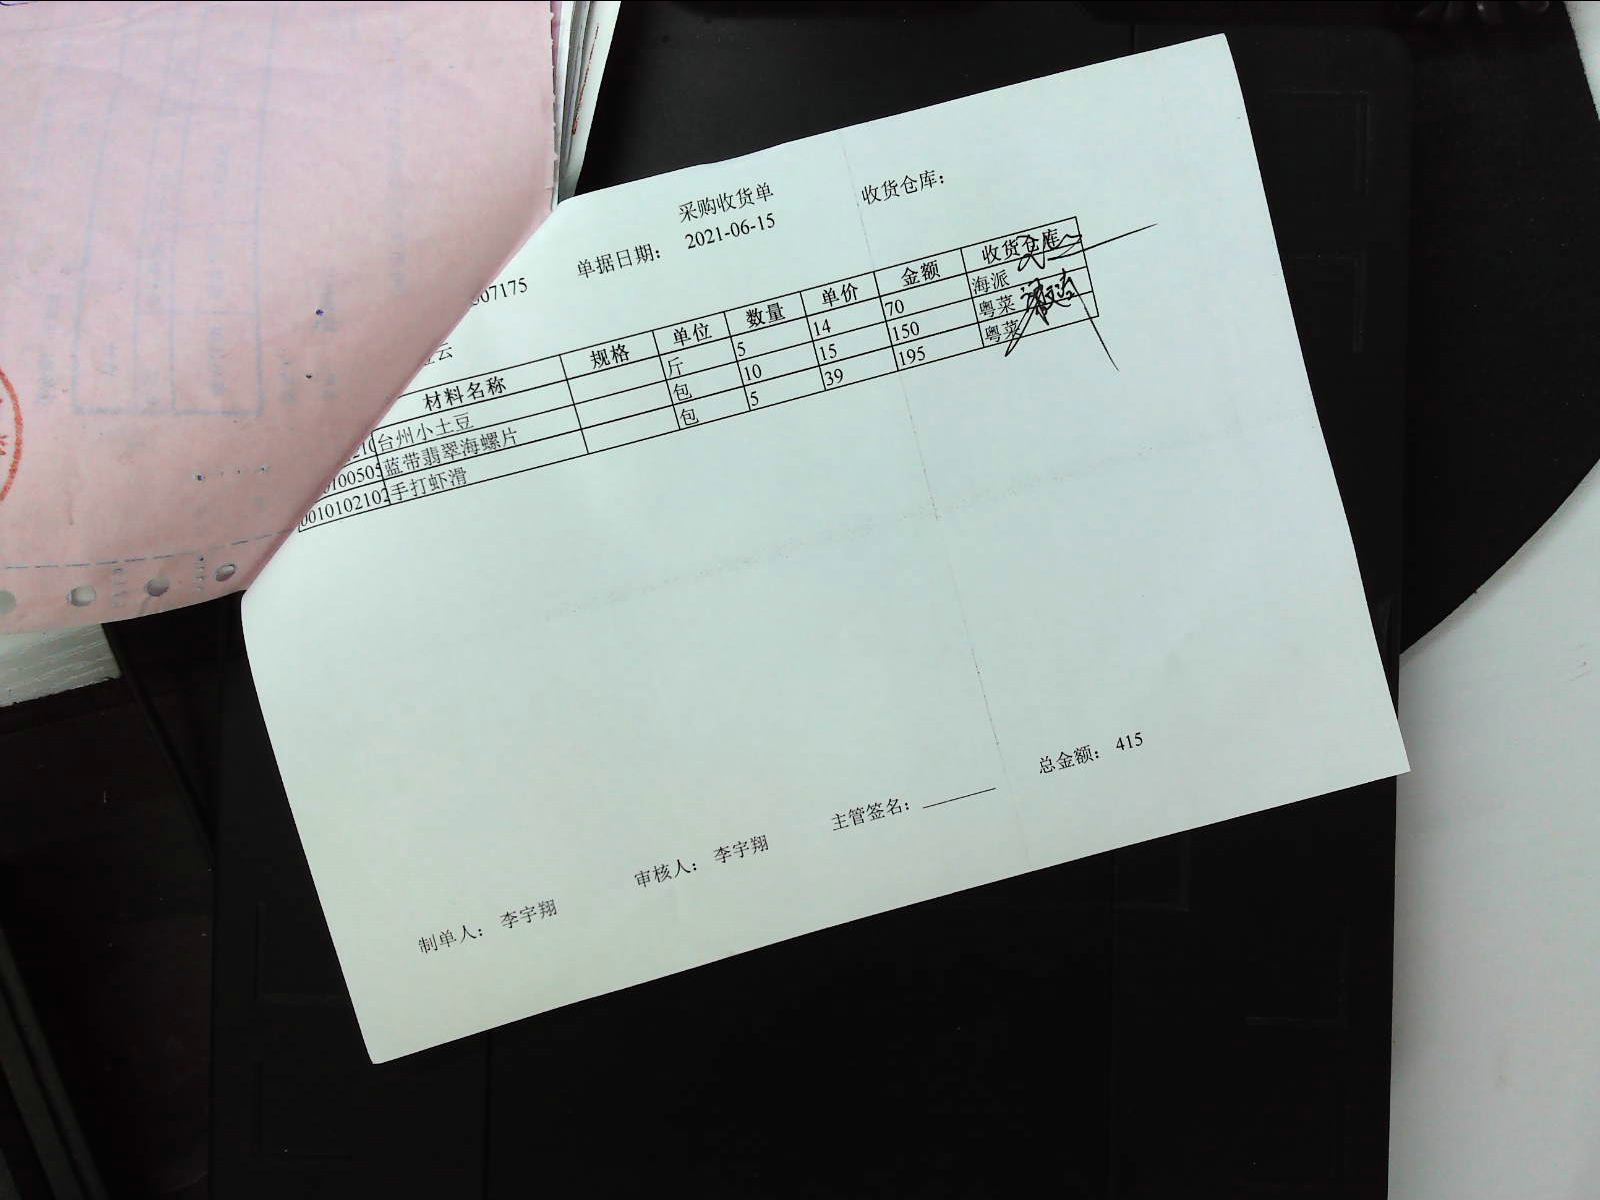 采购收货单
收货仓库：
单据日期： 2021-06-15
07175
云
材料名称 规格 单位 数量 单价 金额 收货仓库
台州小土豆 斤 5 14 70 海派
100505 蓝带翡翠海螺片 包 10 15 150 粤菜
0010102102 手打虾滑 包 5 39 195 粤菜
总金额： 415
制单人： 李宇翔 审核人： 李宇翔 主管签名：